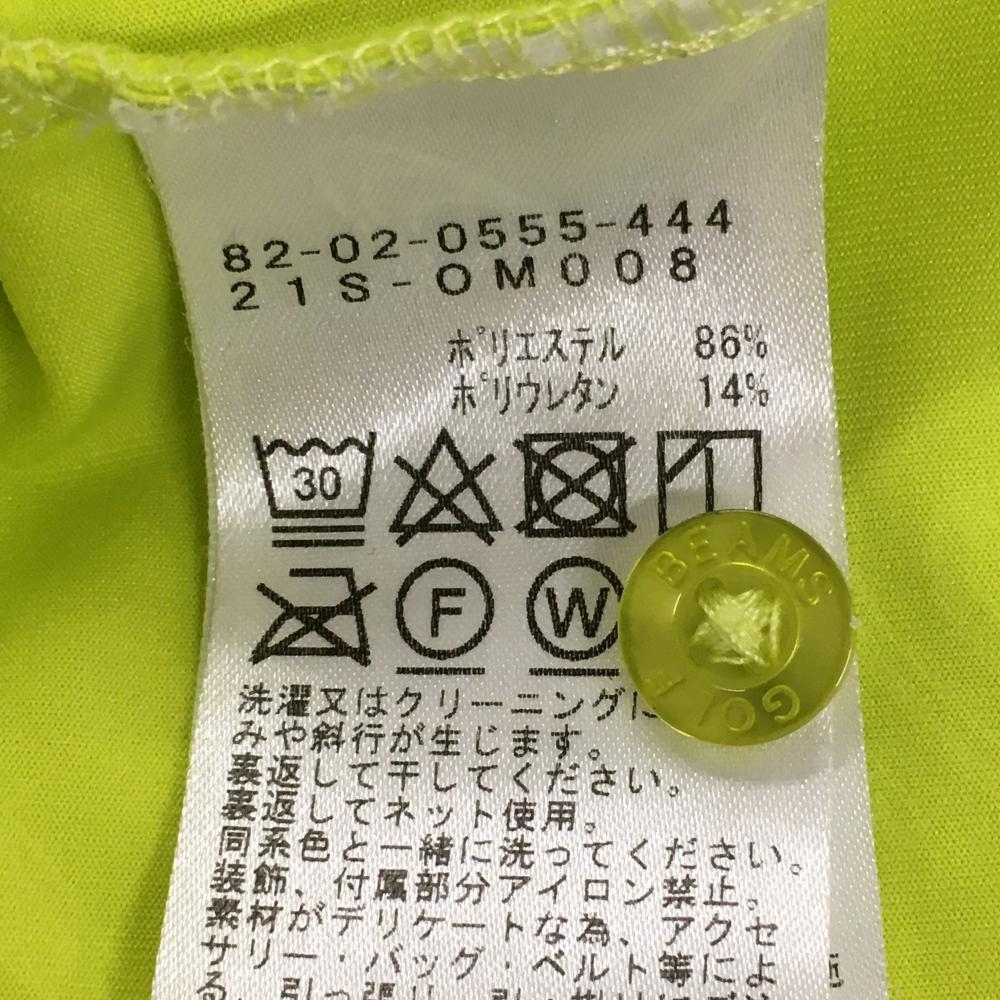 82-02-0555-444
21S-OM008
ポリエステル 86%
ポリウレタン 14%
30
F
W
BEAMS
GOLF
洗濯又はクリーニングに
みや斜行が生じます。
裏返して干してください。
裏返してネット使用。
同系色と一緒に洗ってください。
装飾、付属部分アイロン禁止。
素材がデリケートな為、アクセ
サリー・バッグ・ベルト等によ
る